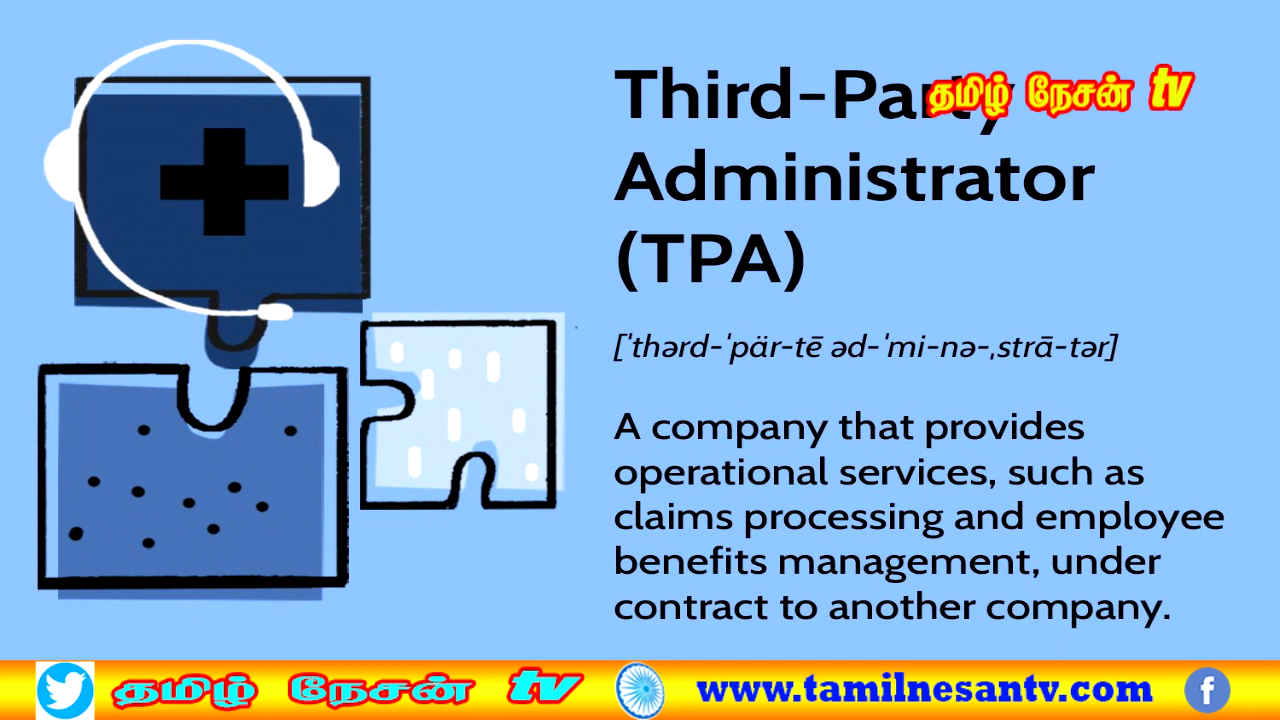 Third-Party
தமிழ் நேசன் tv
Administrator
(TPA)
[ˈthərd-ˈpär-tē əd-ˈmi-nə-ˌstrā-tər]
A company that provides
operational services, such as
claims processing and employee
benefits management, under
contract to another company.
தமிழ் நேசன் tv www.tamilnesantv.com